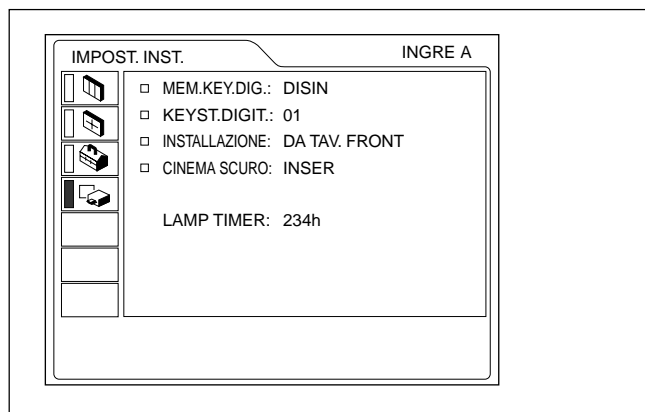 IMPOST. INST. INGRE A
MEM.KEY.DIG.: DISIN
KEYST.DIGIT.: 01
INSTALLAZIONE: DA TAV. FRONT
CINEMA SCURO: INSER
LAMP TIMER: 234h